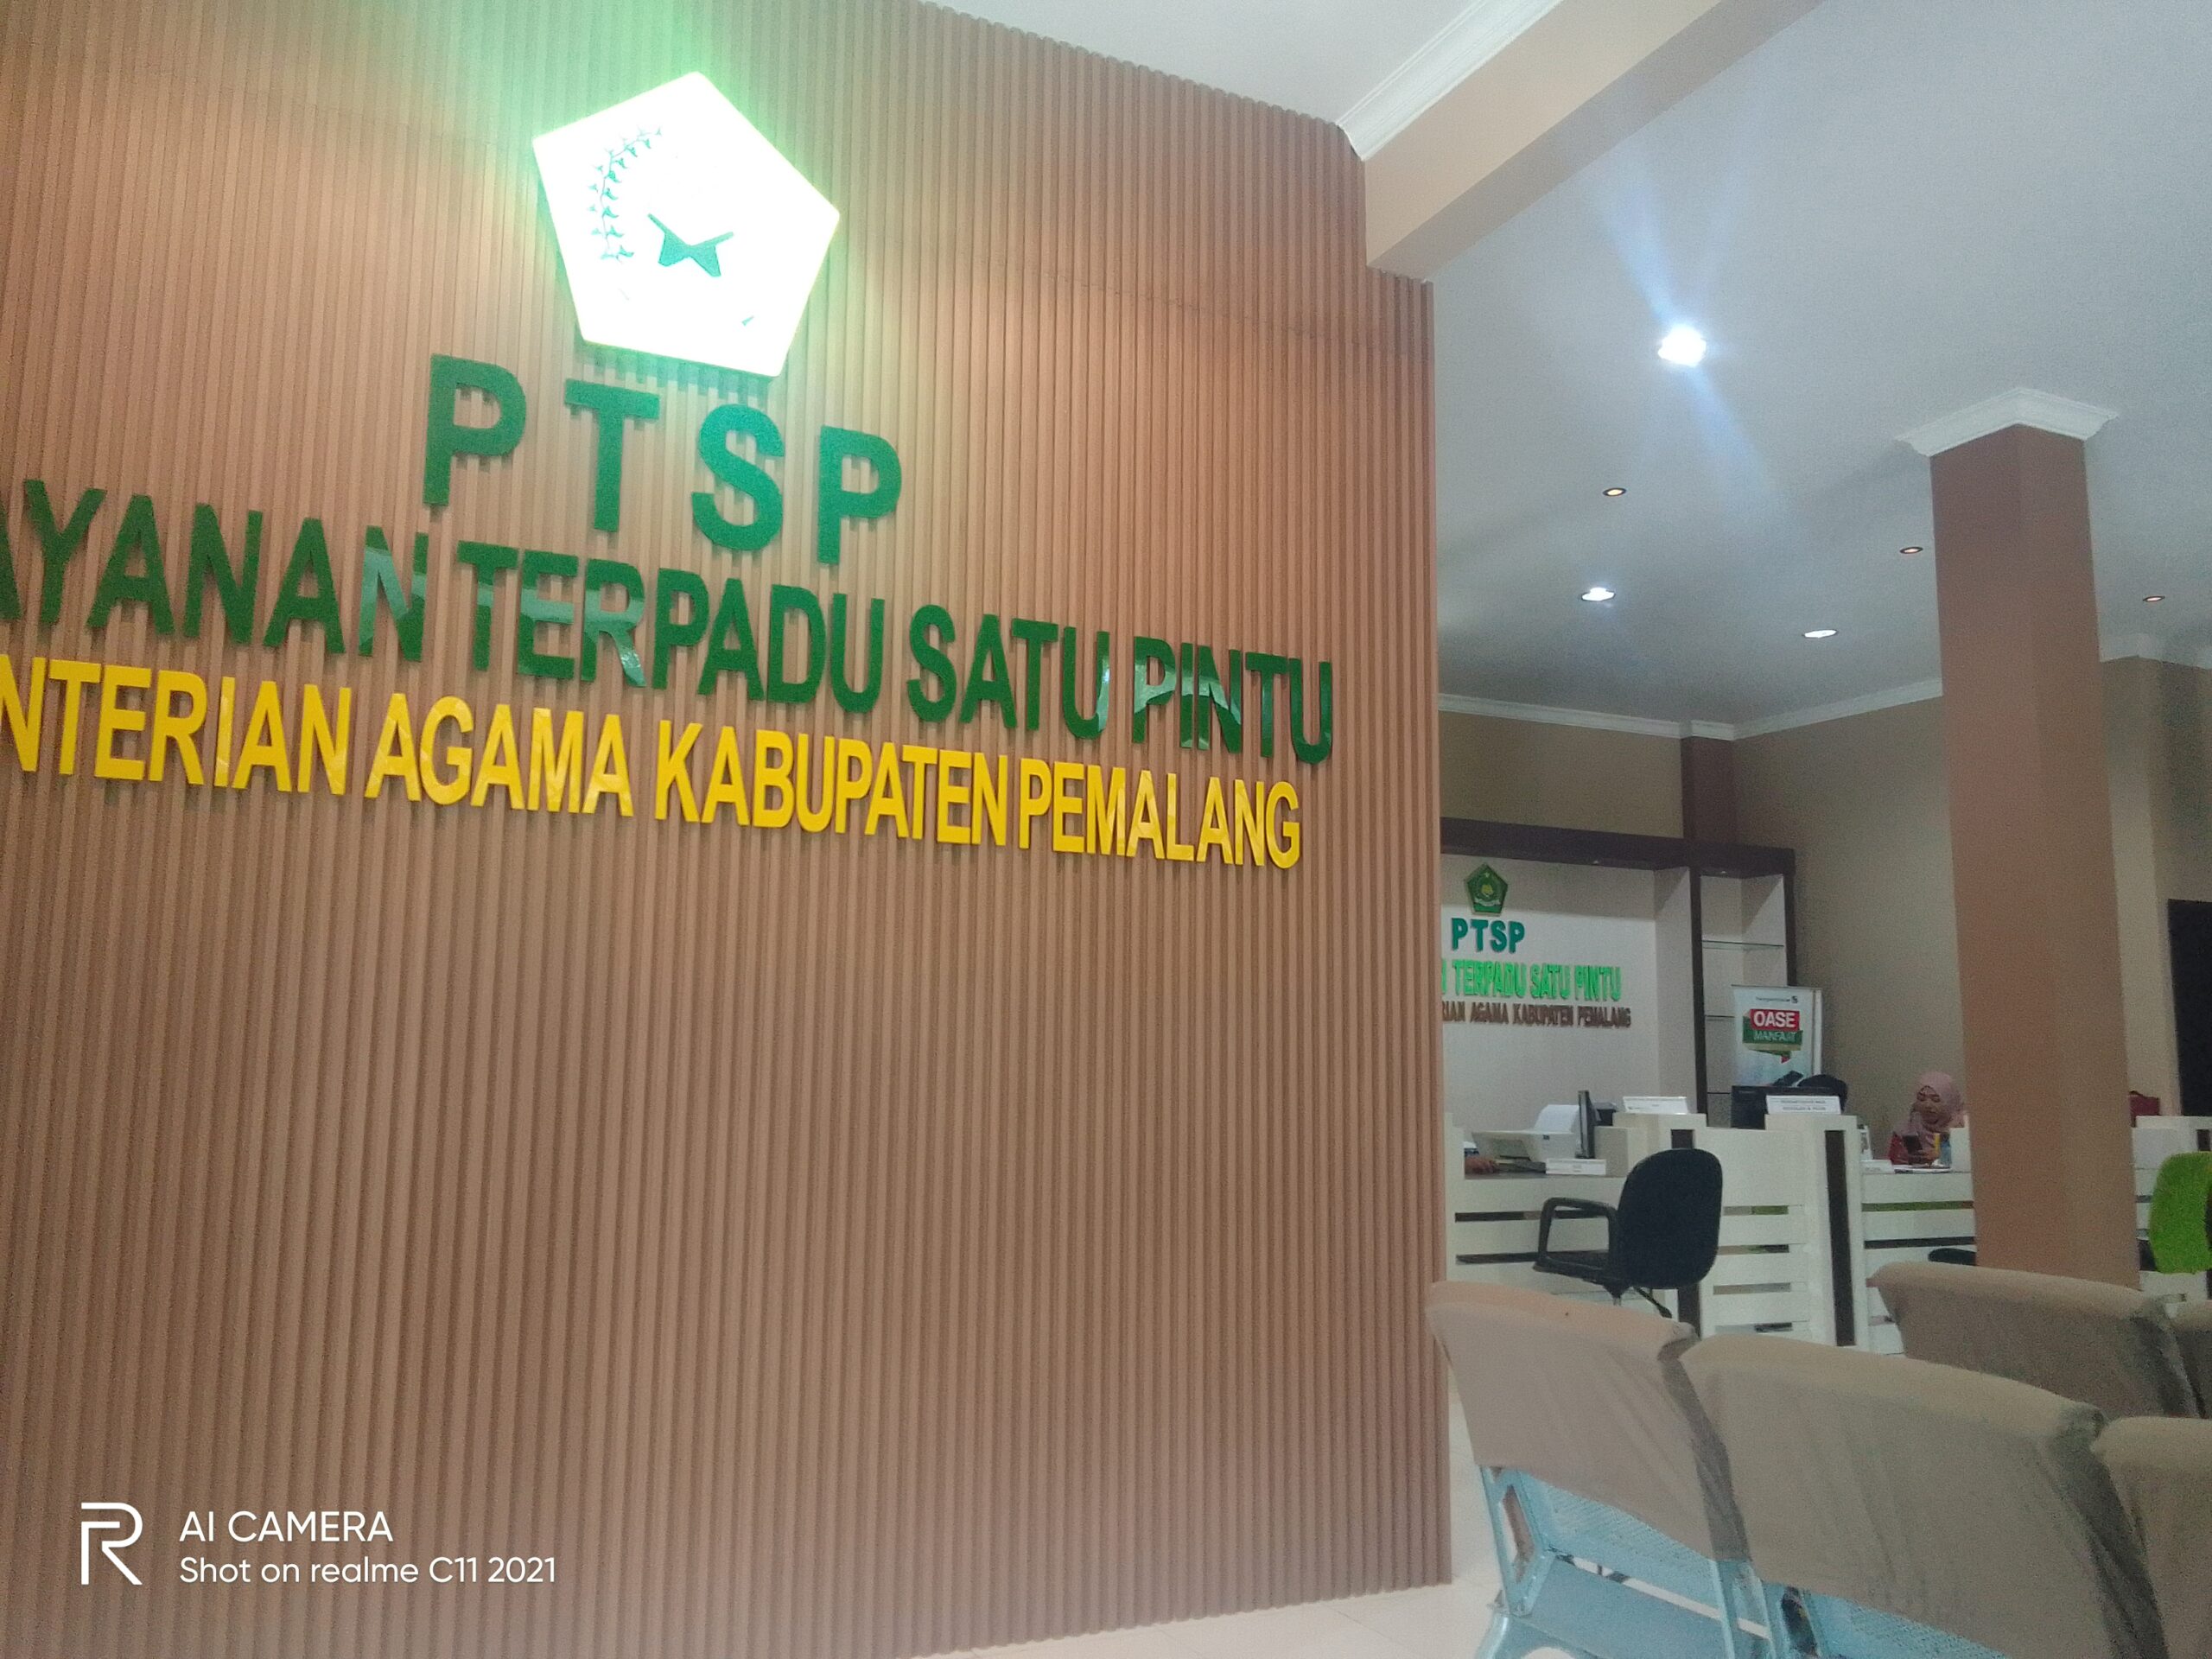 PTSP
AYANAN TERPADU SATU PINTU
NTERIAN AGAMA KABUPATEN PEMALANG
PTSP
TERPADU SATU PINTU
RIAN AGAMA KABUPATEN PEMALANG
OASE
MANFAAT
AI CAMERA
Shot on realme C11 2021